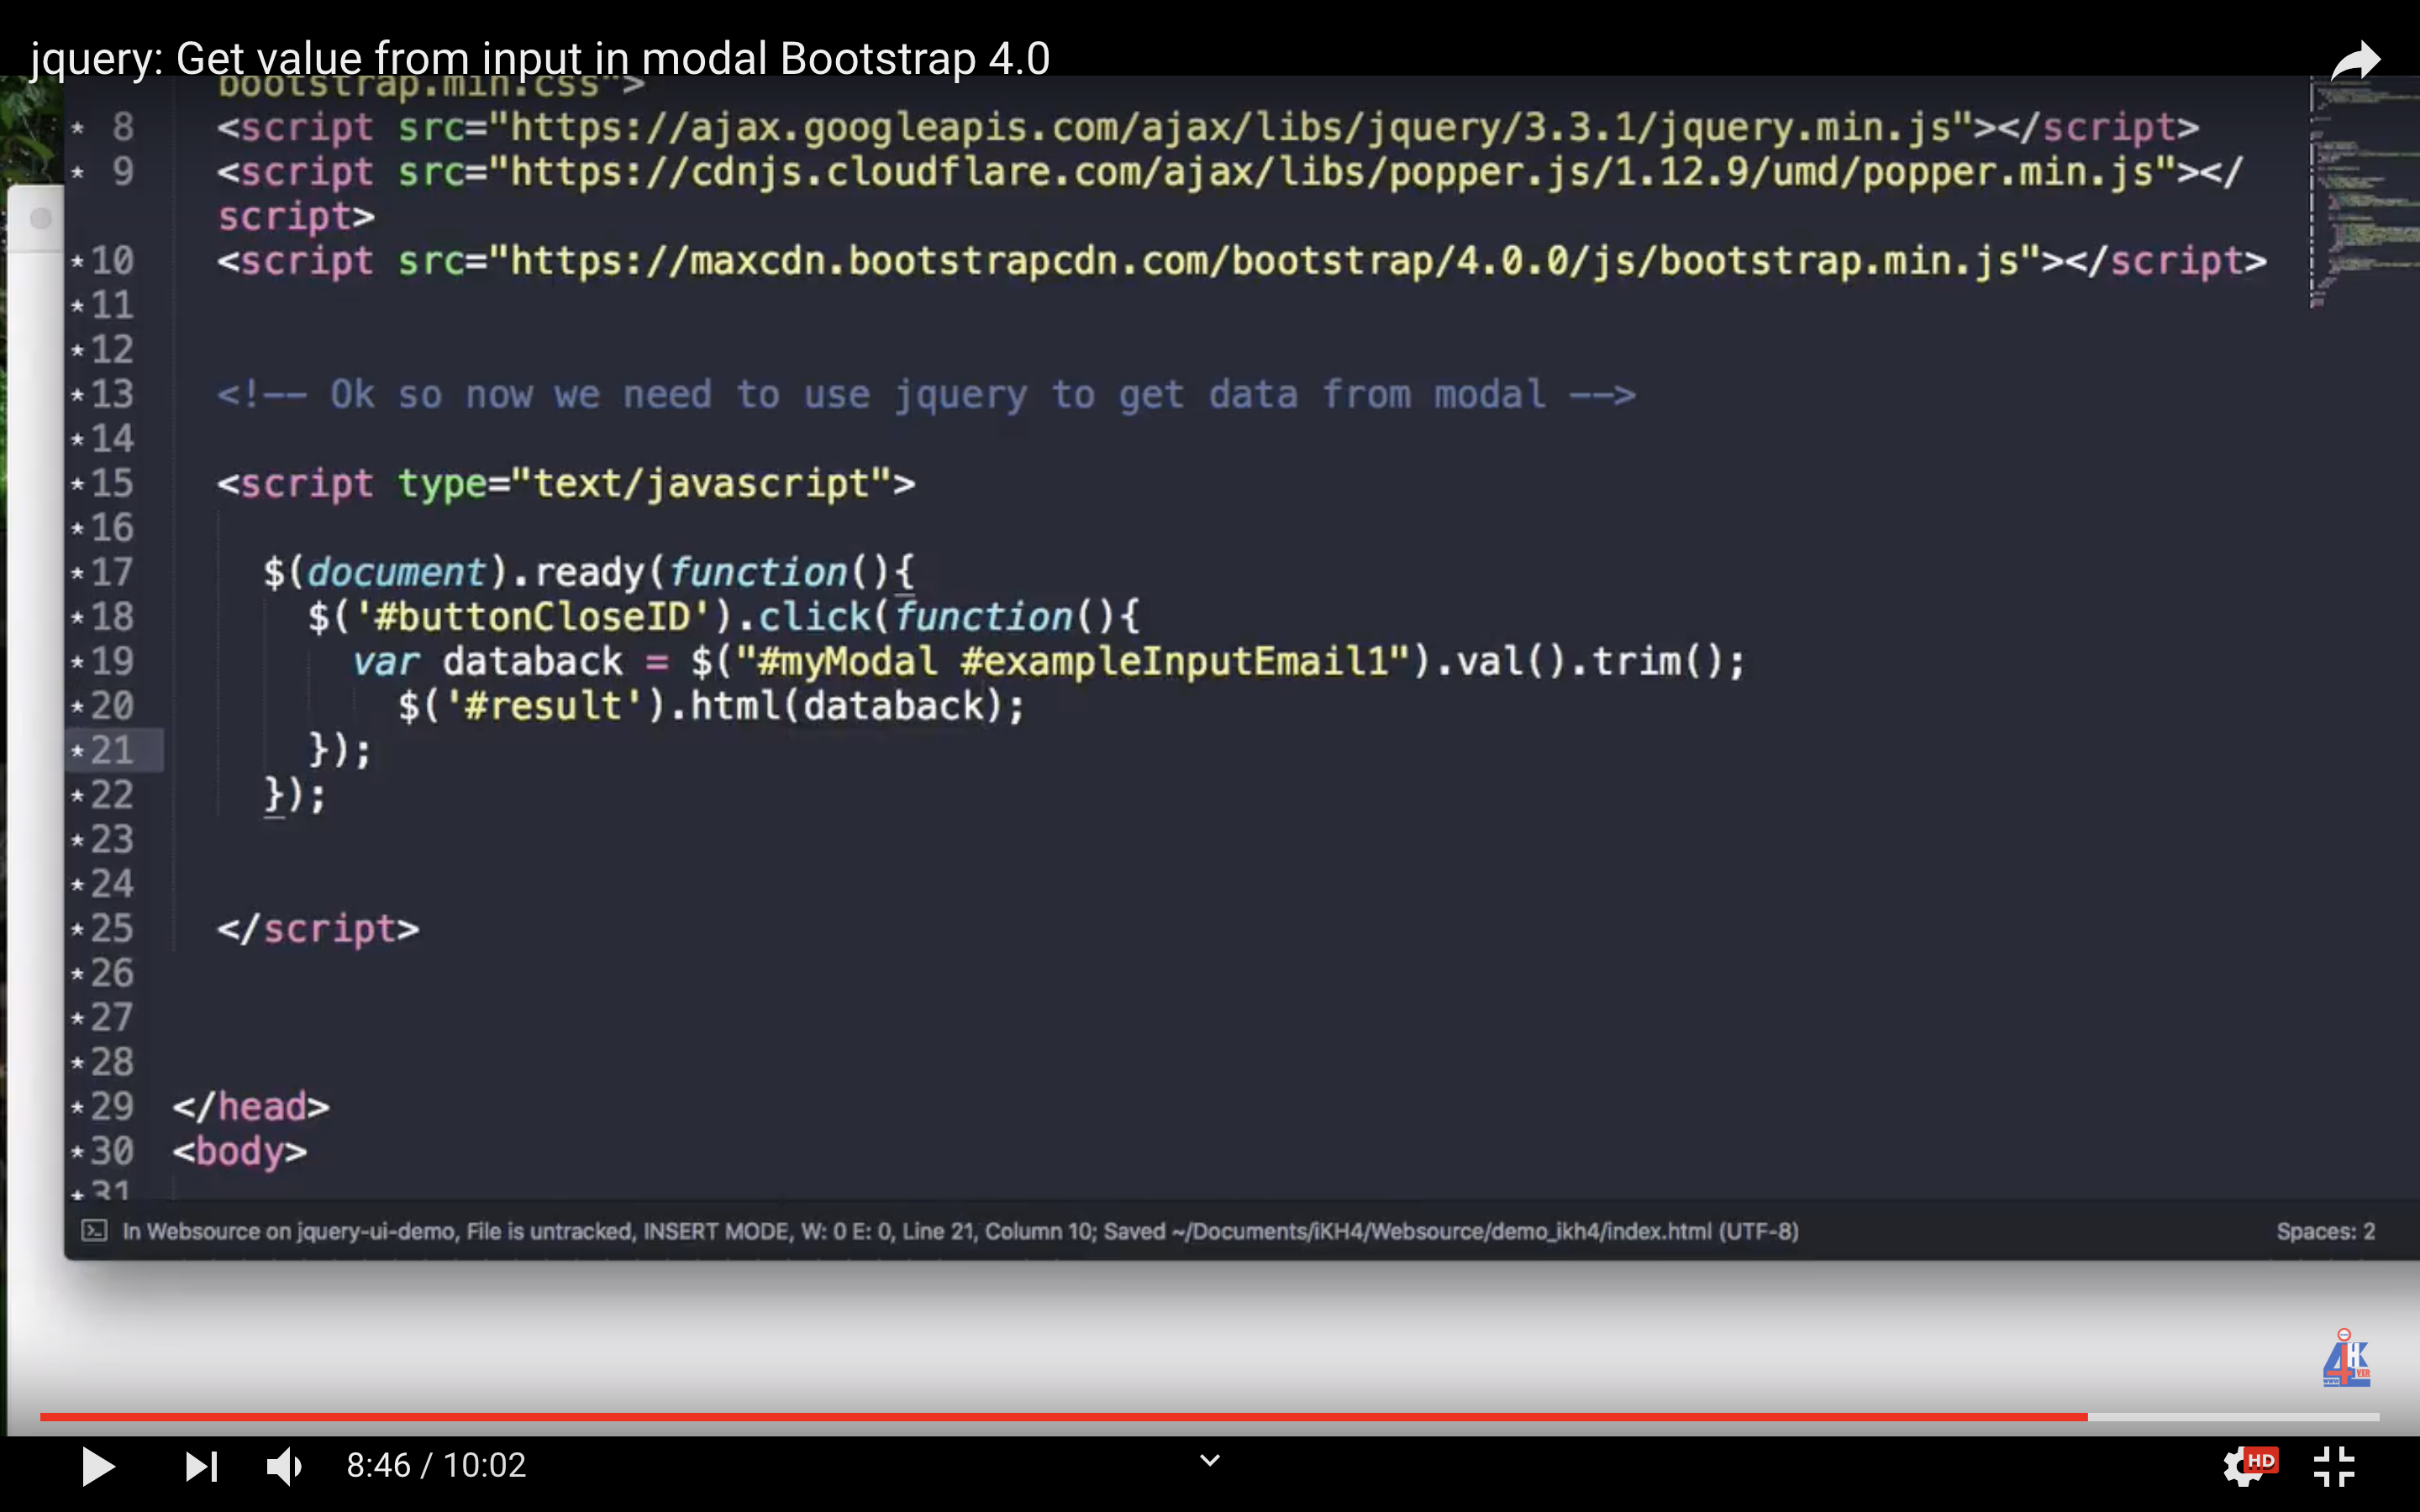 jquery: Get value from input in modal Bootstrap 4.0
bootstrap.min.css">
* 8 <script src="https://ajax.googleapis.com/ajax/libs/jquery/3.3.1/jquery.min.js"></script>
* 9 <script src="https://cdnjs.cloudflare.com/ajax/libs/popper.js/1.12.9/umd/popper.min.js"></
script>
*10 <script src="https://maxcdn.bootstrapcdn.com/bootstrap/4.0.0/js/bootstrap.min.js"></script>
*11
*12
*13 <!-- Ok so now we need to use jquery to get data from modal -->
*14
*15 <script type="text/javascript">
*16
*17 $(document).ready(function(){
*18 $('#buttonCloseID').click(function(){
*19 var databack = $("#myModal #exampleInputEmail1").val().trim();
*20 $('#result').html(databack);
*21 });
*22 });
*23
*24
*25 </script>
*26
*27
*28
*29 </head>
*30 <body>
*31
In Websource on jquery-ui-demo, File is untracked, INSERT MODE, W: 0 E: 0, Line 21, Column 10; Saved ~/Documents/iKH4/Websource/demo_ikh4/index.html (UTF-8) Spaces: 2
8:46 / 10:02
HD